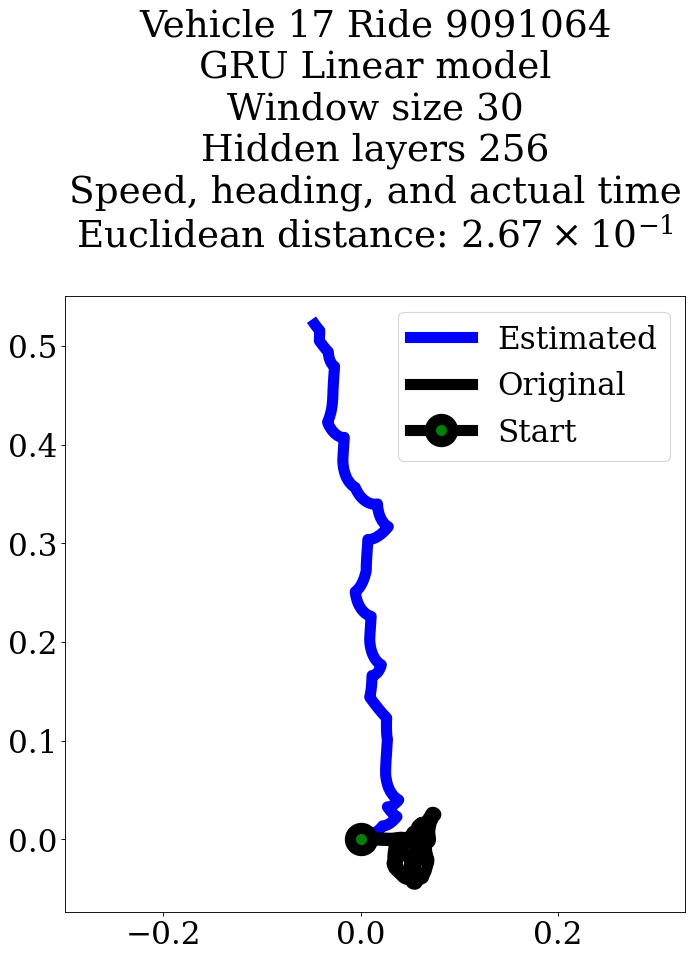 Vehicle 17 Ride 9091064
GRU Linear model
Window size 30
Hidden layers 256
Speed, heading, and actual time
Euclidean distance: 2.67 × 10⁻¹
Estimated
Original
Start
0.5
0.4
0.3
0.2
0.1
0.0
−0.2 0.0 0.2